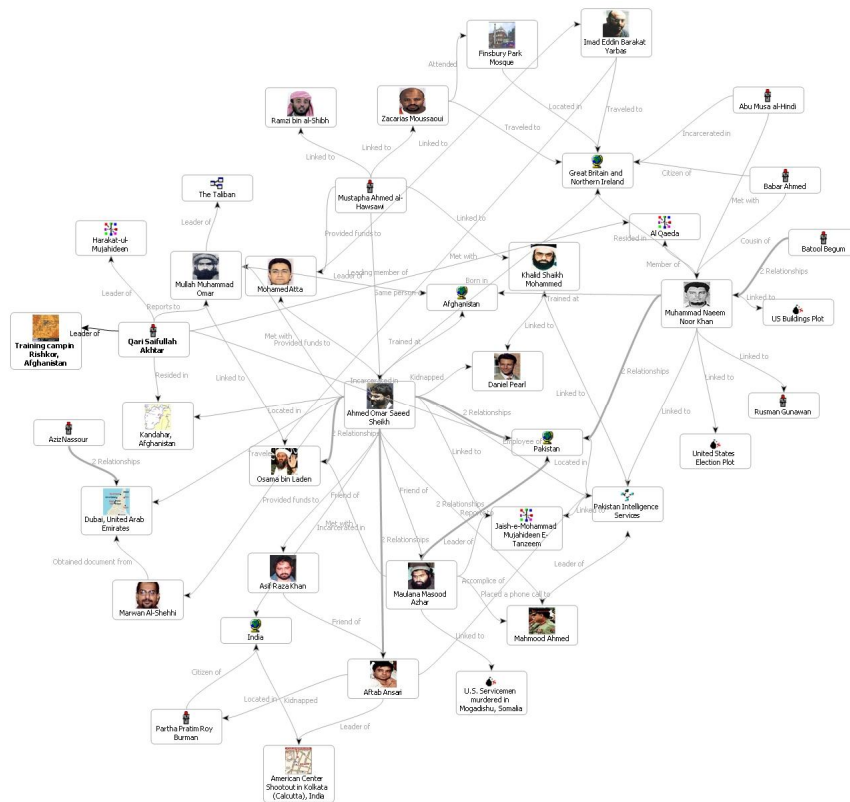 Finsbury Park
Mosque
Imad Eddin Barakat
Yarbas
Attended
Ramzi bin al-Shibh
Zacarias Moussaoui
Abu Musa al-Hindi
Located in
Traveled to
Linked to
Linked to
Linked to
Traveled to
Incarcerated in
Great Britain and
Northern Ireland
Citizen of
Babar Ahmed
The Taliban
Mustapha Ahmed al-
Hawsawi
Met with
Leader of
Linked to
Harakat-ul-
Mujahideen
Provided funds to
Al Qaeda
Resided in
Cousin of
Batool Begum
Mullah Muhammad
Omar
Mohamed Atta
Met with
Khalid Shaikh
Mohammed
Member of
2 Relationships
Leading member of
Leader of
Born in
Same person
Afghanistan
Trained at
Muhammad Naeem
Noor Khan
Linked to
US Buildings Plot
Leader of
Reports to
Training camp in
Rishkor,
Afghanistan
Leader of
Qari Saifullah
Akhtar
Met with
Provided funds to
Trained at
Linked to
Daniel Pearl
Linked to
Resided in
Linked to
Incarcerated in
Kidnapped
2 Relationships
Linked to
Linked to
Rusman Gunawan
Ahmed Omar Saeed
Sheikh
Kandahar,
Afghanistan
Located in
2 Relationships
2 Relationships
Employee of
Pakistan
Linked to
United States
Election Plot
Aziz Nassour
2 Relationships
Osama bin Laden
Linked to
Located in
Dubai, United Arab
Emirates
Provided funds to
Friend of
Friend of
2 Relationships
Met with
Incarcerated in
Jaish-e-Mohammad
Mujahideen E-
Tanzeem
Linked to
Pakistan Intelligence
Services
2 Relationships
Leader of
Obtained document from
Leader of
Marwan Al-Shehhi
Asif Raza Khan
Maulana Masood
Azhar
Accomplice of
Placed a phone call to
Mahmood Ahmed
India
Friend of
Linked to
Citizen of
Aftab Ansari
U.S. Servicemen
murdered in
Mogadishu, Somalia
Located in
Kidnapped
Partha Pratim Roy
Burman
Leader of
American Center
Shootout in Kolkata
(Calcutta), India